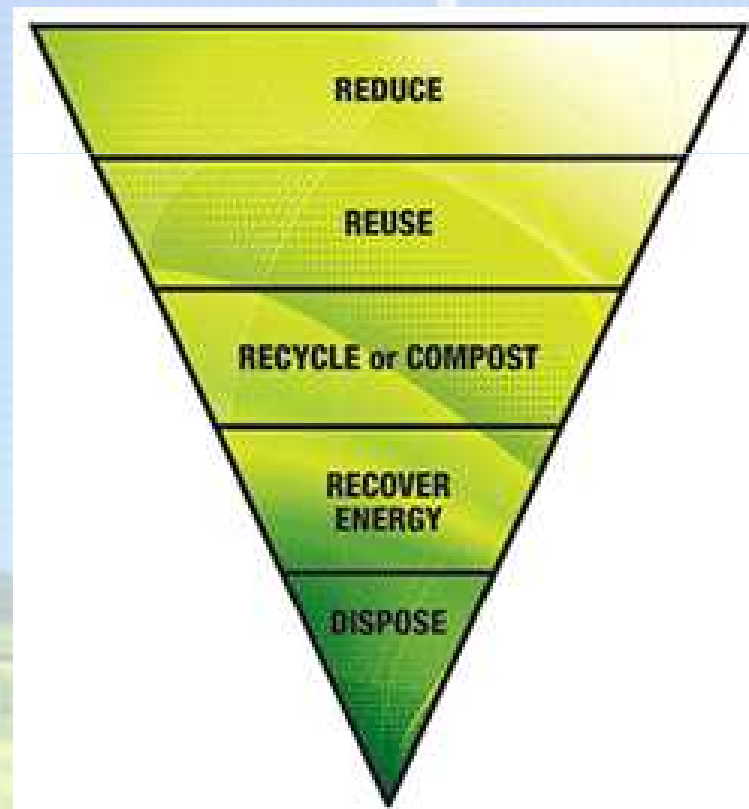 REDUCE
REUSE
RECYCLE or COMPOST
RECOVER
ENERGY
DISPOSE